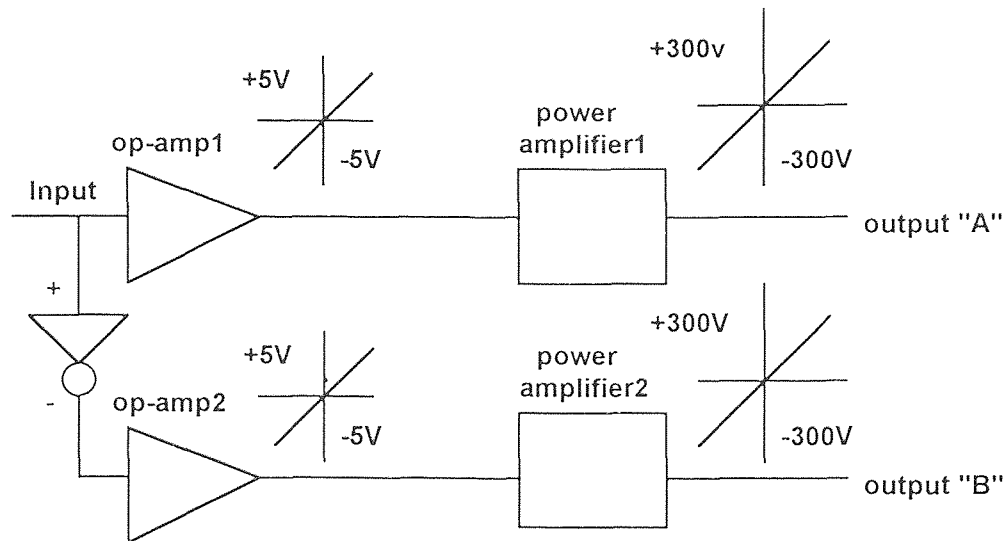 +300v
+5V
power
amplifier1
op-amp1
-5V
-300V
Input
output "A"
+
+300V
+5V
power
amplifier2
-
op-amp2
-5V
-300V
output "B"